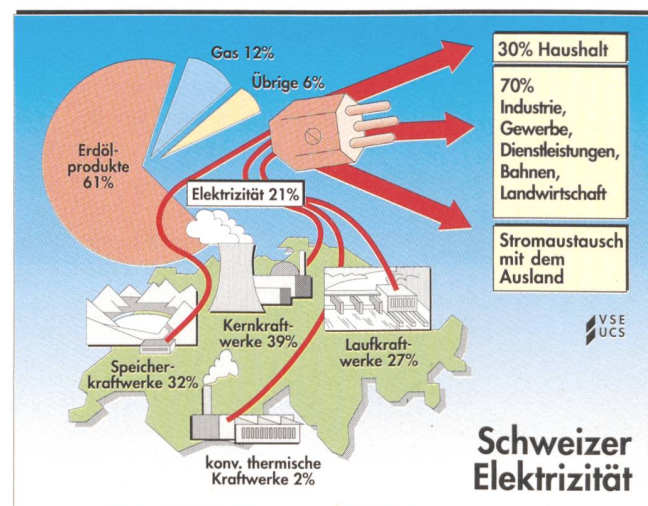 Gas 12%
Übrige 6%
Erdöl-
produkte
61%
Elektrizität 21%
30% Haushalt
70%
Industrie,
Gewerbe,
Dienstleistungen,
Bahnen,
Landwirtschaft
Stromaustausch
mit dem
Ausland
VSE
UCS
Kernkraft-
werke 39%
Laufkraft-
werke 27%
Speicher-
kraftwerke 32%
konv. thermische
Kraftwerke 2%
Schweizer
Elektrizität